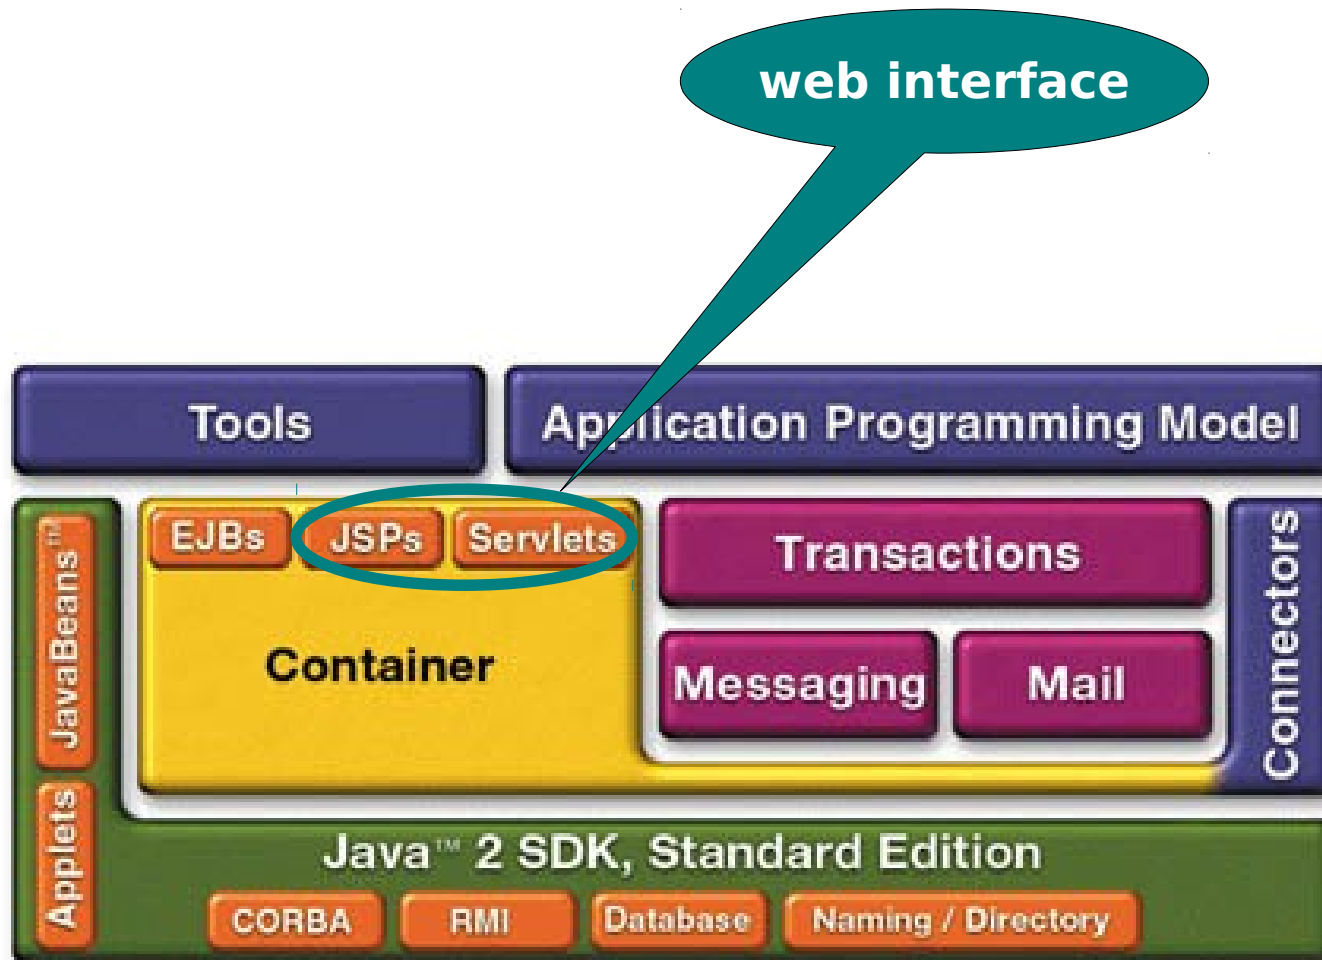 web interface
Tools
Application Programming Model
EJBs
JSPs
Servlets
Transactions
JavaBeans™
Container
Messaging
Mail
Connectors
Applets
Java™ 2 SDK, Standard Edition
CORBA
RMI
Database
Naming / Directory